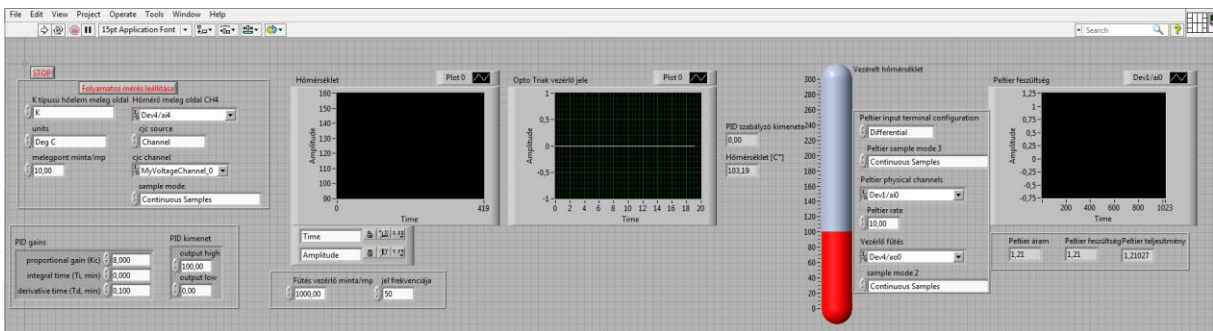 File Edit View Project Operate Tools Window Help
15pt Application Font
Search
STOP!
Folyamatos mérés leállítása
K típusú hőelem meleg oldal
K
Hőmérő meleg oldal CH4
Dev4/ai4
units
Deg C
cjc source
Channel
melegpont minta/mp
10,00
cjc channel
MyVoltageChannel_0
sample mode
Continuous Samples
PID gains
proportional gain (Kc)
8,000
integral time (Ti, min)
0,000
derivative time (Td, min)
0,100
PID kimenet
output high
100,00
output low
0,00
Hőmérséklet
Plot 0
Amplitude
160
150
140
130
120
110
100
90
0
419
Time
Time
Amplitude
Fűtés vezérlő minta/mp
1000,00
jel frekvenciája
50
Opto Triak vezérlő jele
Plot 0
Amplitude
1
0,5
0
-0,5
-1
0 2 4 6 8 10 12 14 16 18 20
Time
PID szabályzó kimenete
0,00
Hőmérséklet [C°]
103,19
Vezérelt hőmérséklet
300
280
260
240
220
200
180
160
140
120
100
80
60
40
20
0
Peltier input terminal configuration
Differential
Peltier sample mode 3
Continuous Samples
Peltier physical channels
Dev1/ai0
Peltier rate
10,00
Vezérlő fűtés
Dev4/ao0
sample mode 2
Continuous Samples
Peltier feszültség
Dev1/ai0
Amplitude
1,25
1
0,75
0,5
0,25
0
-0,25
-0,5
-0,75
200 400 600 800 1023
Time
Peltier áram
1,21
Peltier feszültség
1,21
Peltier teljesítmény
1,21027